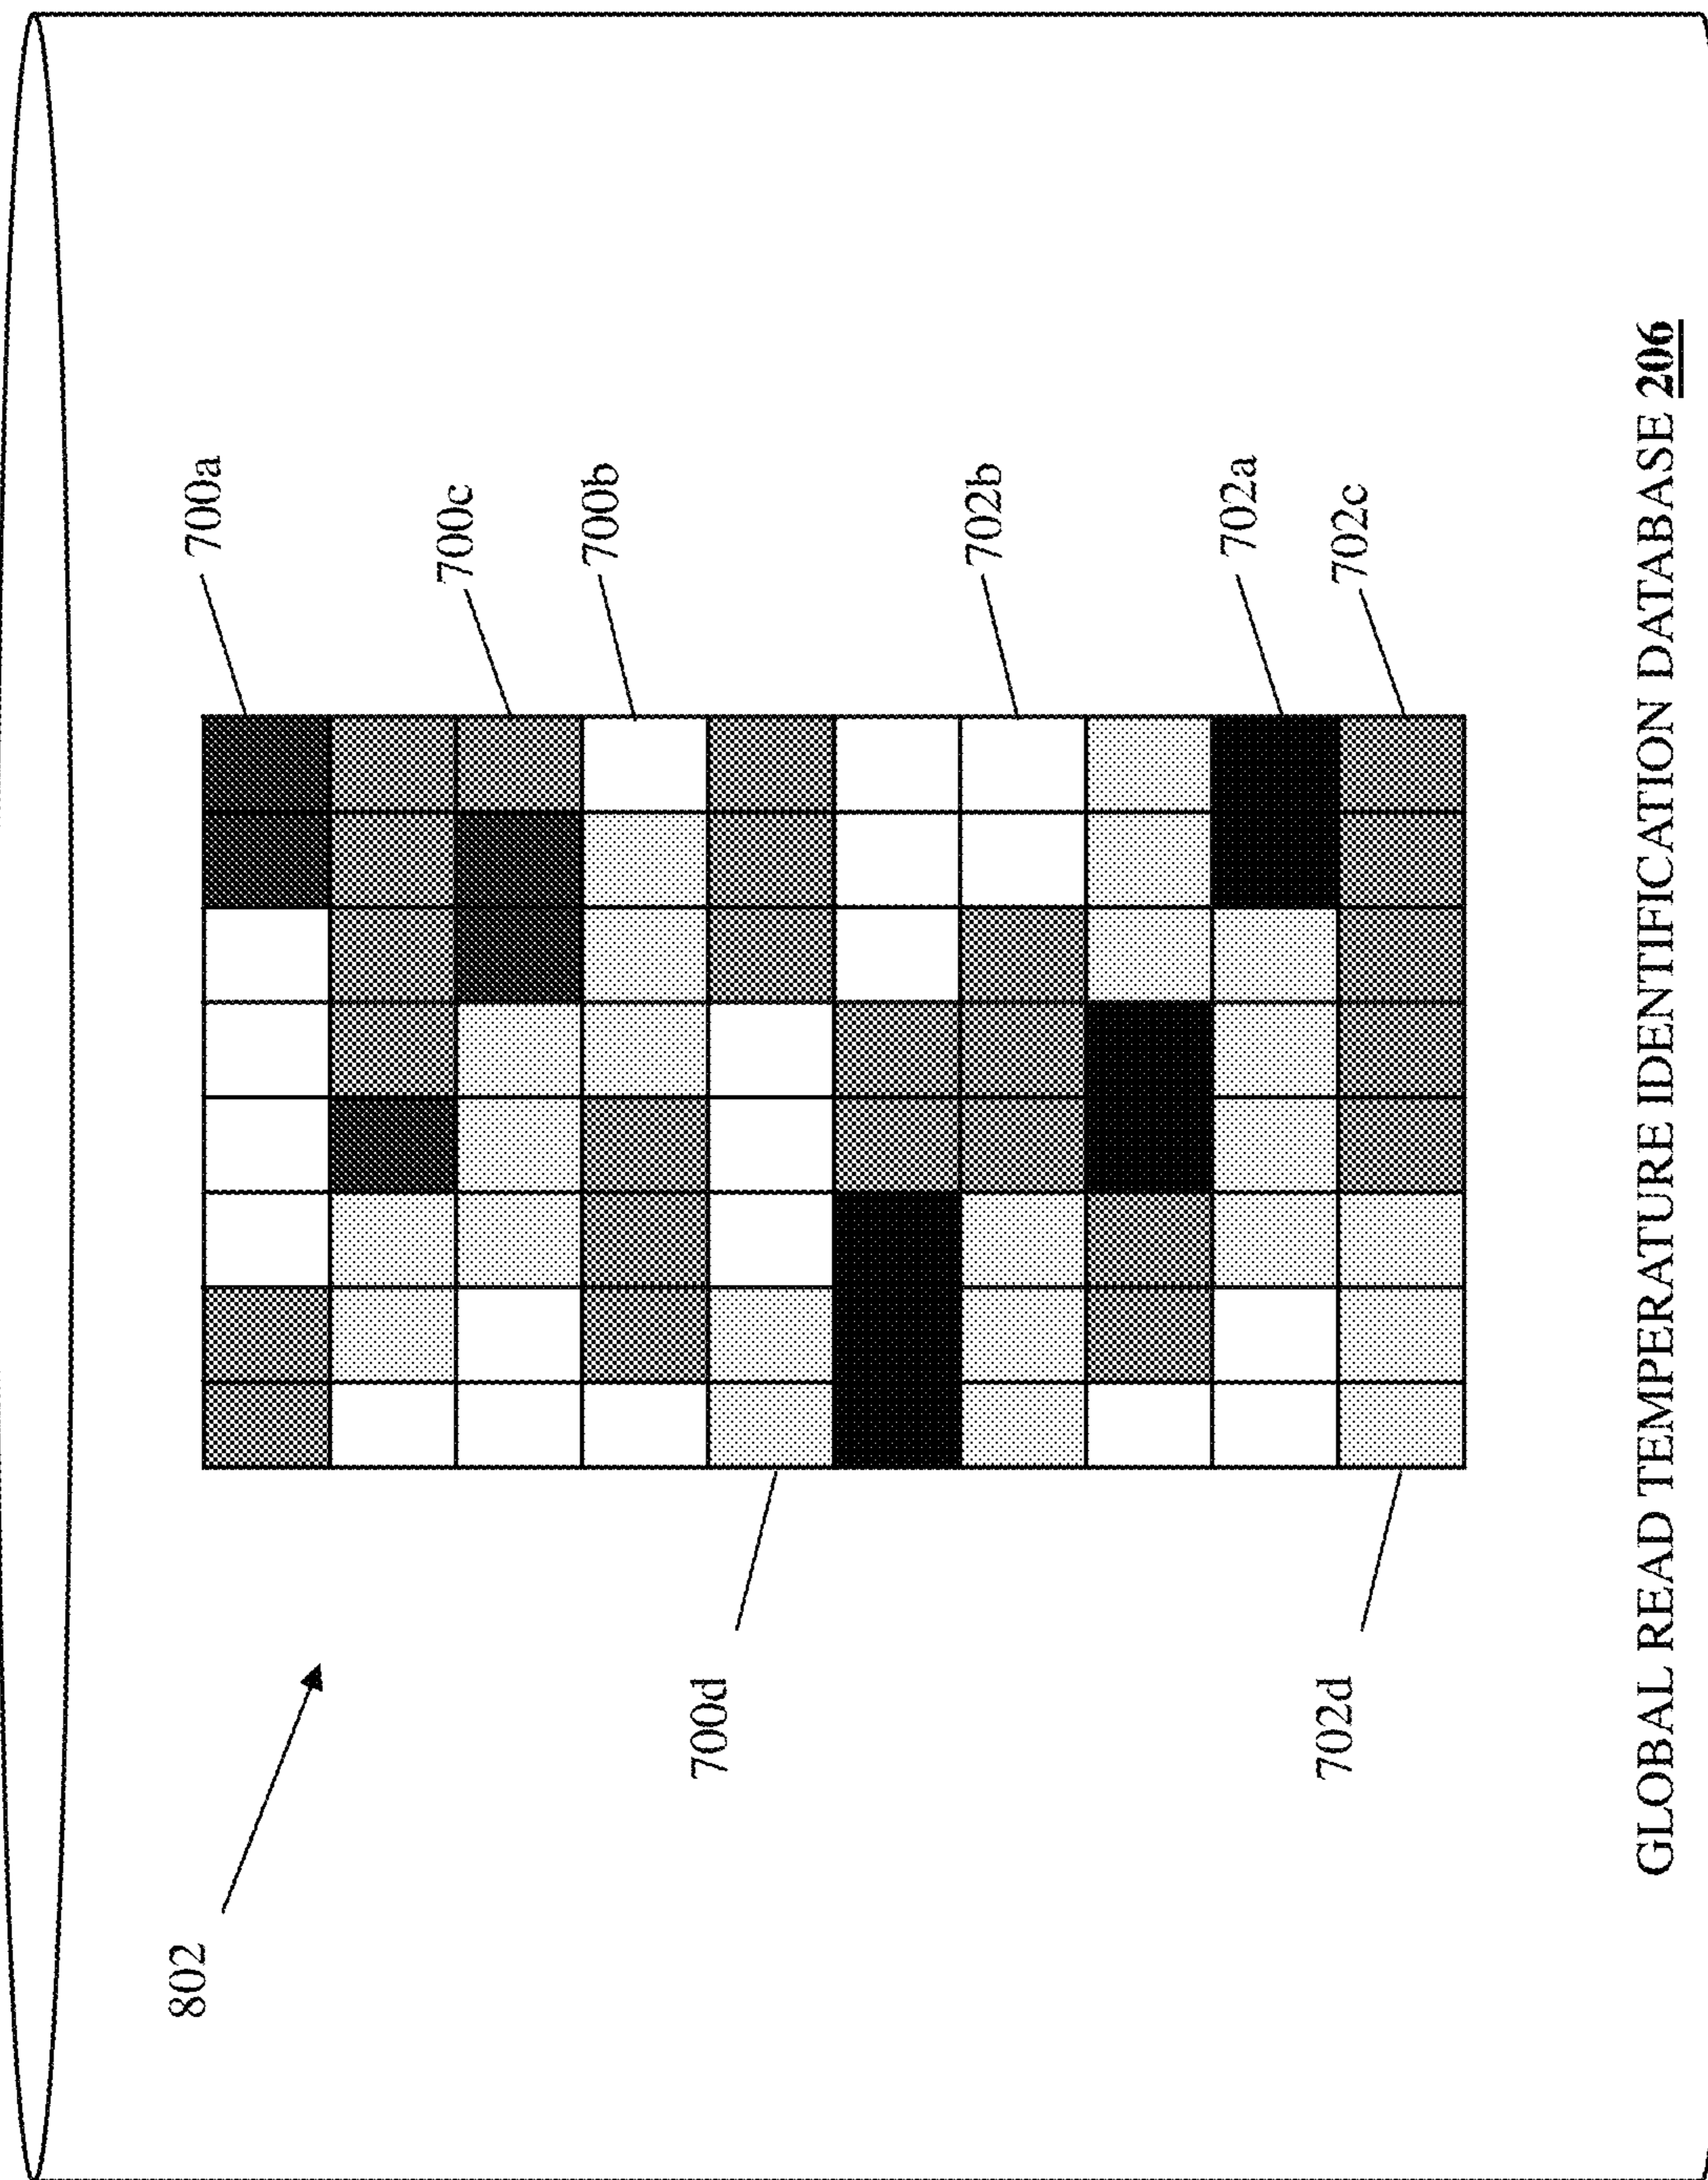 802
700d
702d
700a
700c
700b
702b
702a
702c
GLOBAL READ TEMPERATURE IDENTIFICATION DATABASE 206